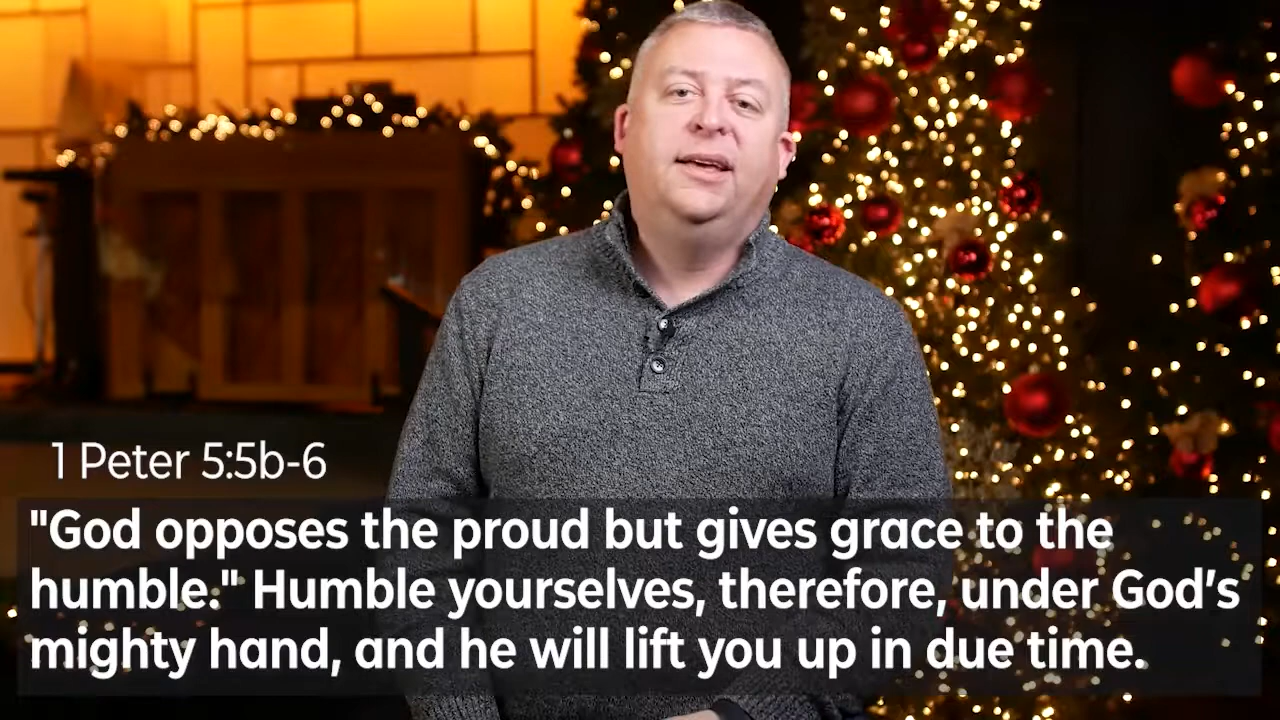 1 Peter 5:5b-6
"God opposes the proud but gives grace to the
humble." Humble yourselves, therefore, under God’s
mighty hand, and he will lift you up in due time.